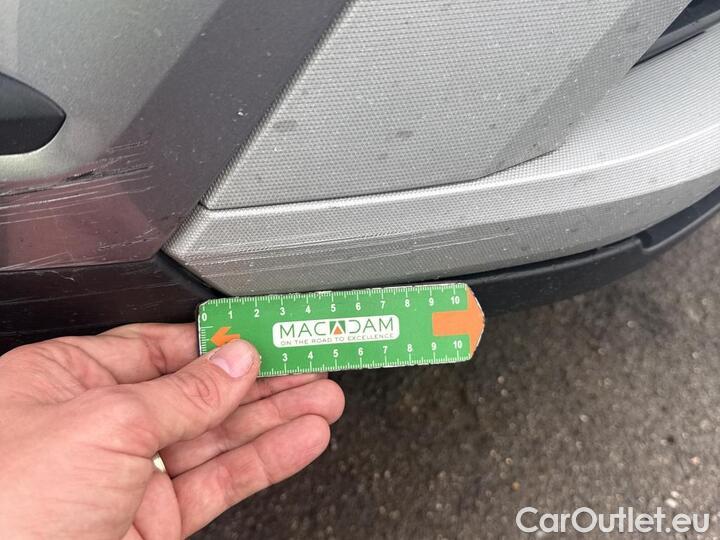 0 1 2 3 4 5 6 7 8 9 10
MACADAM
ON THE ROAD TO EXCELLENCE
3 4 5 6 7 8 9 10
CarOutlet.eu